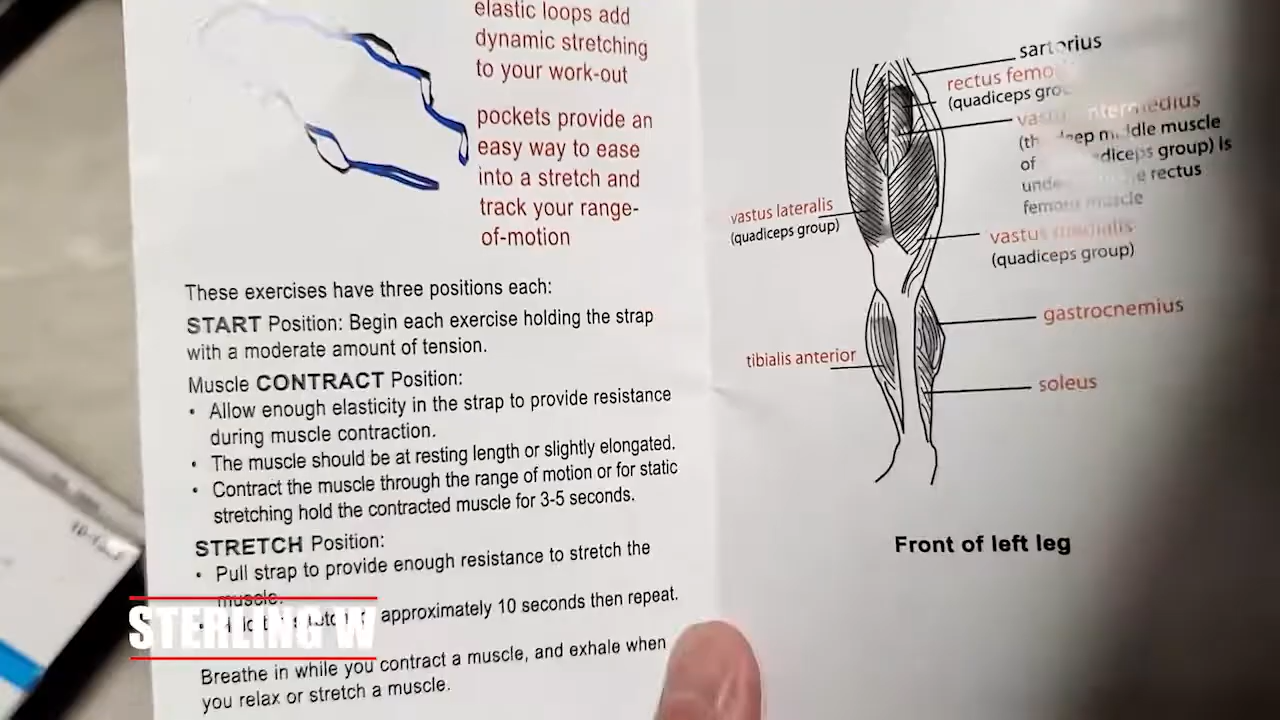 elastic loops add
dynamic stretching
to your work-out
pockets provide an
easy way to ease
into a stretch and
track your range-
of-motion
These exercises have three positions each:
START Position: Begin each exercise holding the strap
with a moderate amount of tension.
Muscle CONTRACT Position:
• Allow enough elasticity in the strap to provide resistance
during muscle contraction.
• The muscle should be at resting length or slightly elongated.
• Contract the muscle through the range of motion or for static
stretching hold the contracted muscle for 3-5 seconds.
STRETCH Position:
• Pull strap to provide enough resistance to stretch the
muscle.
approximately 10 seconds then repeat.
Breathe in while you contract a muscle, and exhale when
you relax or stretch a muscle.
STERLING W
sartorius
rectus
(quadiceps
middle muscle
of group) is
rectus
muscle
vastus lateralis
(quadiceps group)
vastus
(quadiceps group)
gastrocnemius
tibialis anterior
soleus
Front of left leg